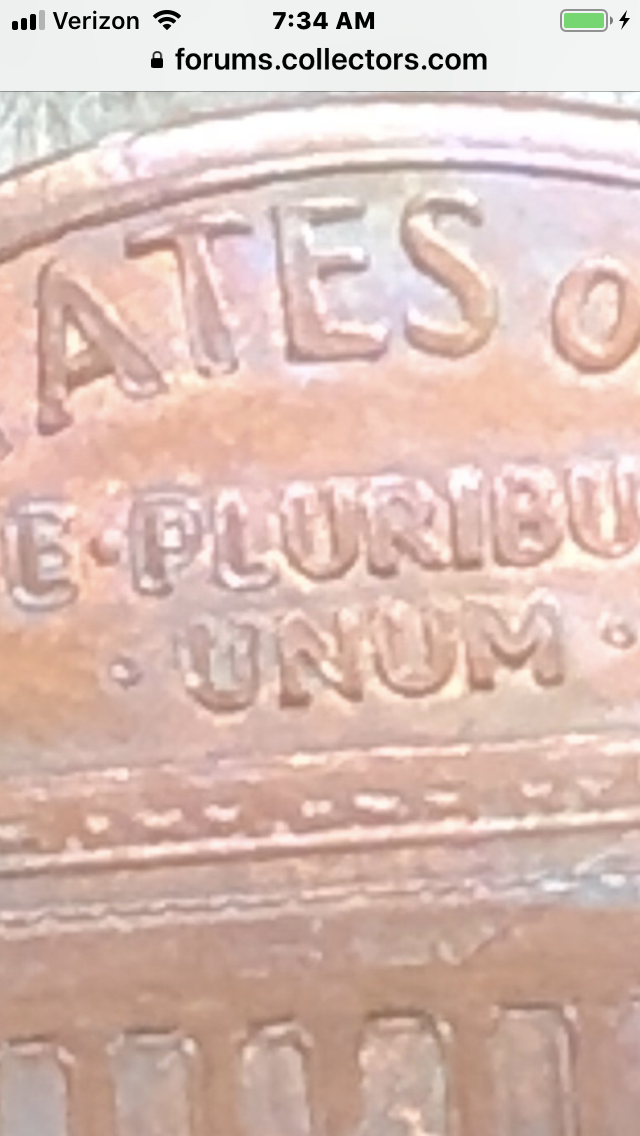 Verizon 7:34 AM
forums.collectors.com
ATES O
E·PLURIBU
·UNUM·